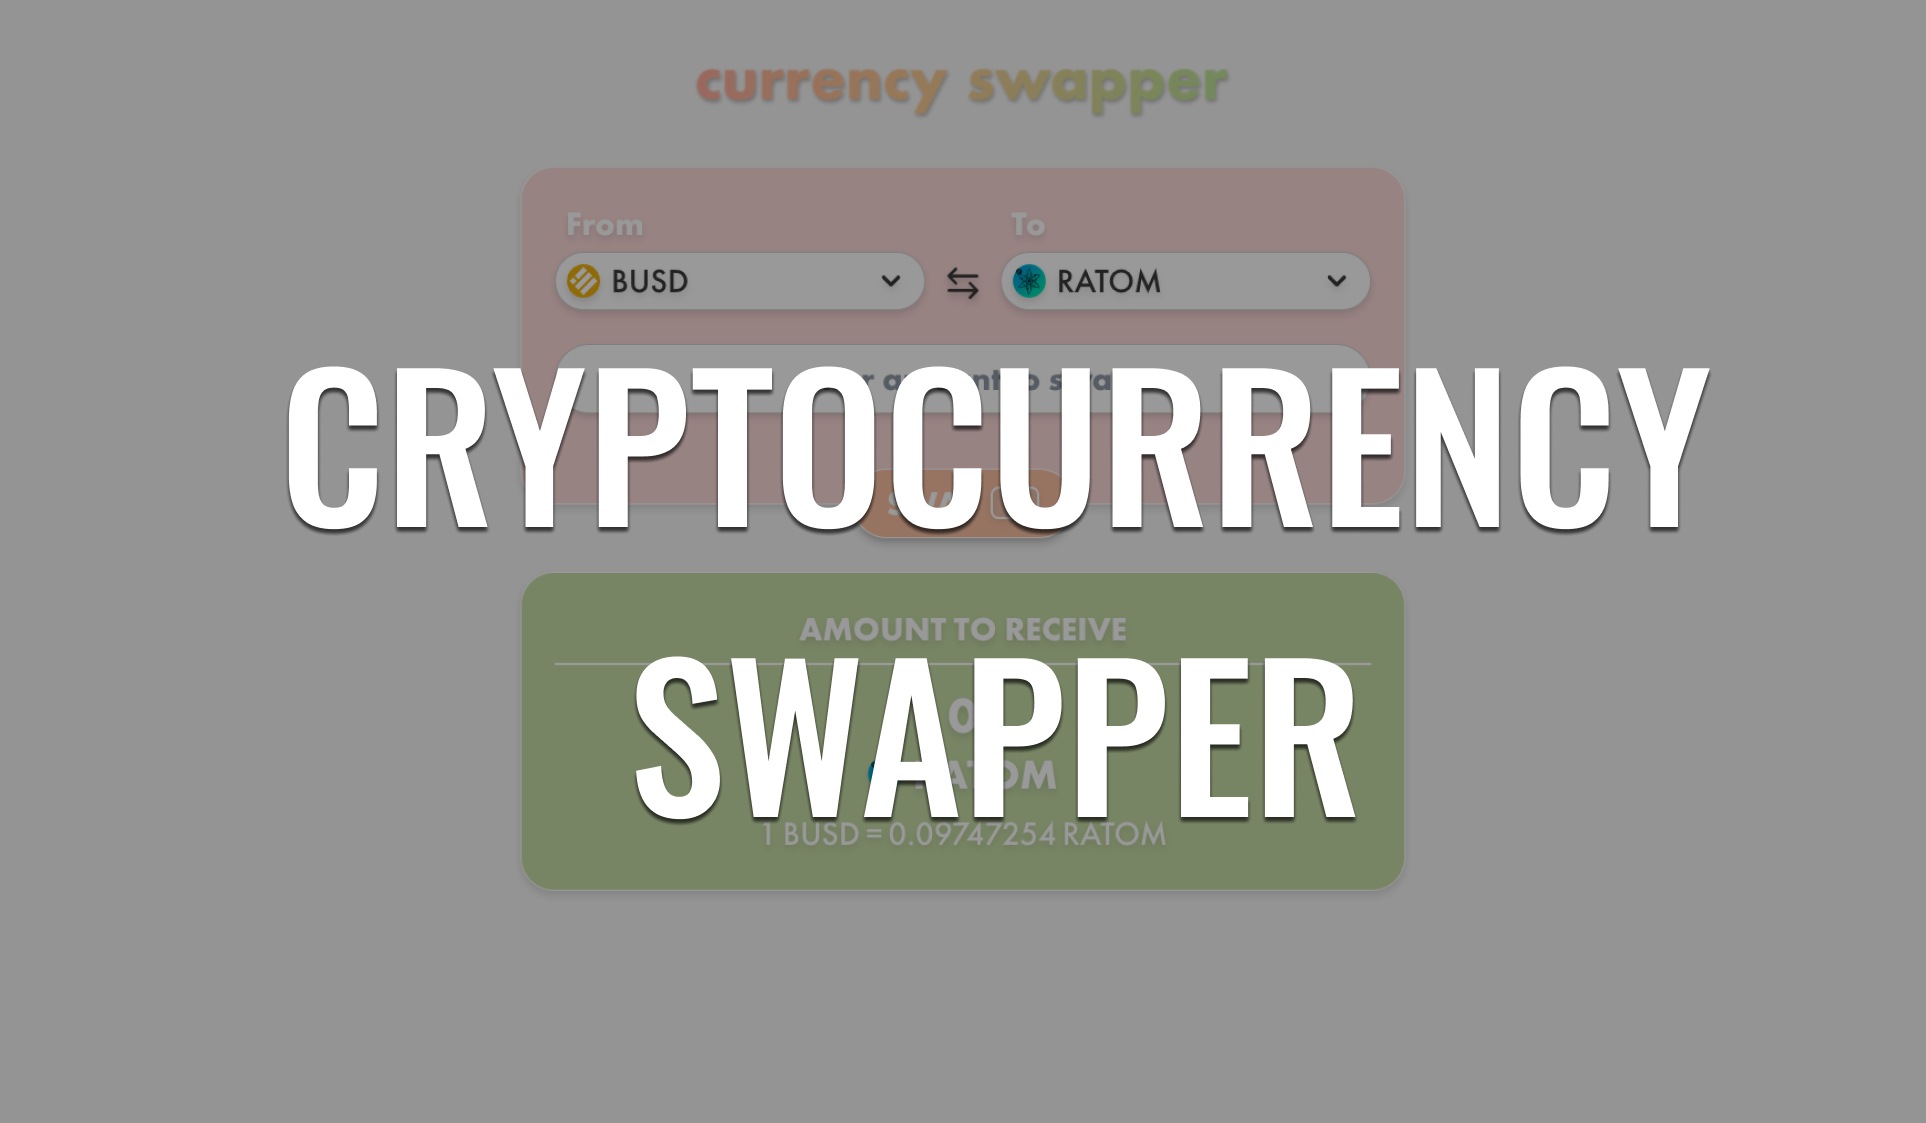 currency swapper
From
To
BUSD
RATOM
CRYPTOCURRENCY
AMOUNT TO RECEIVE
SWAPPER
1 BUSD = 0.09747254 RATOM